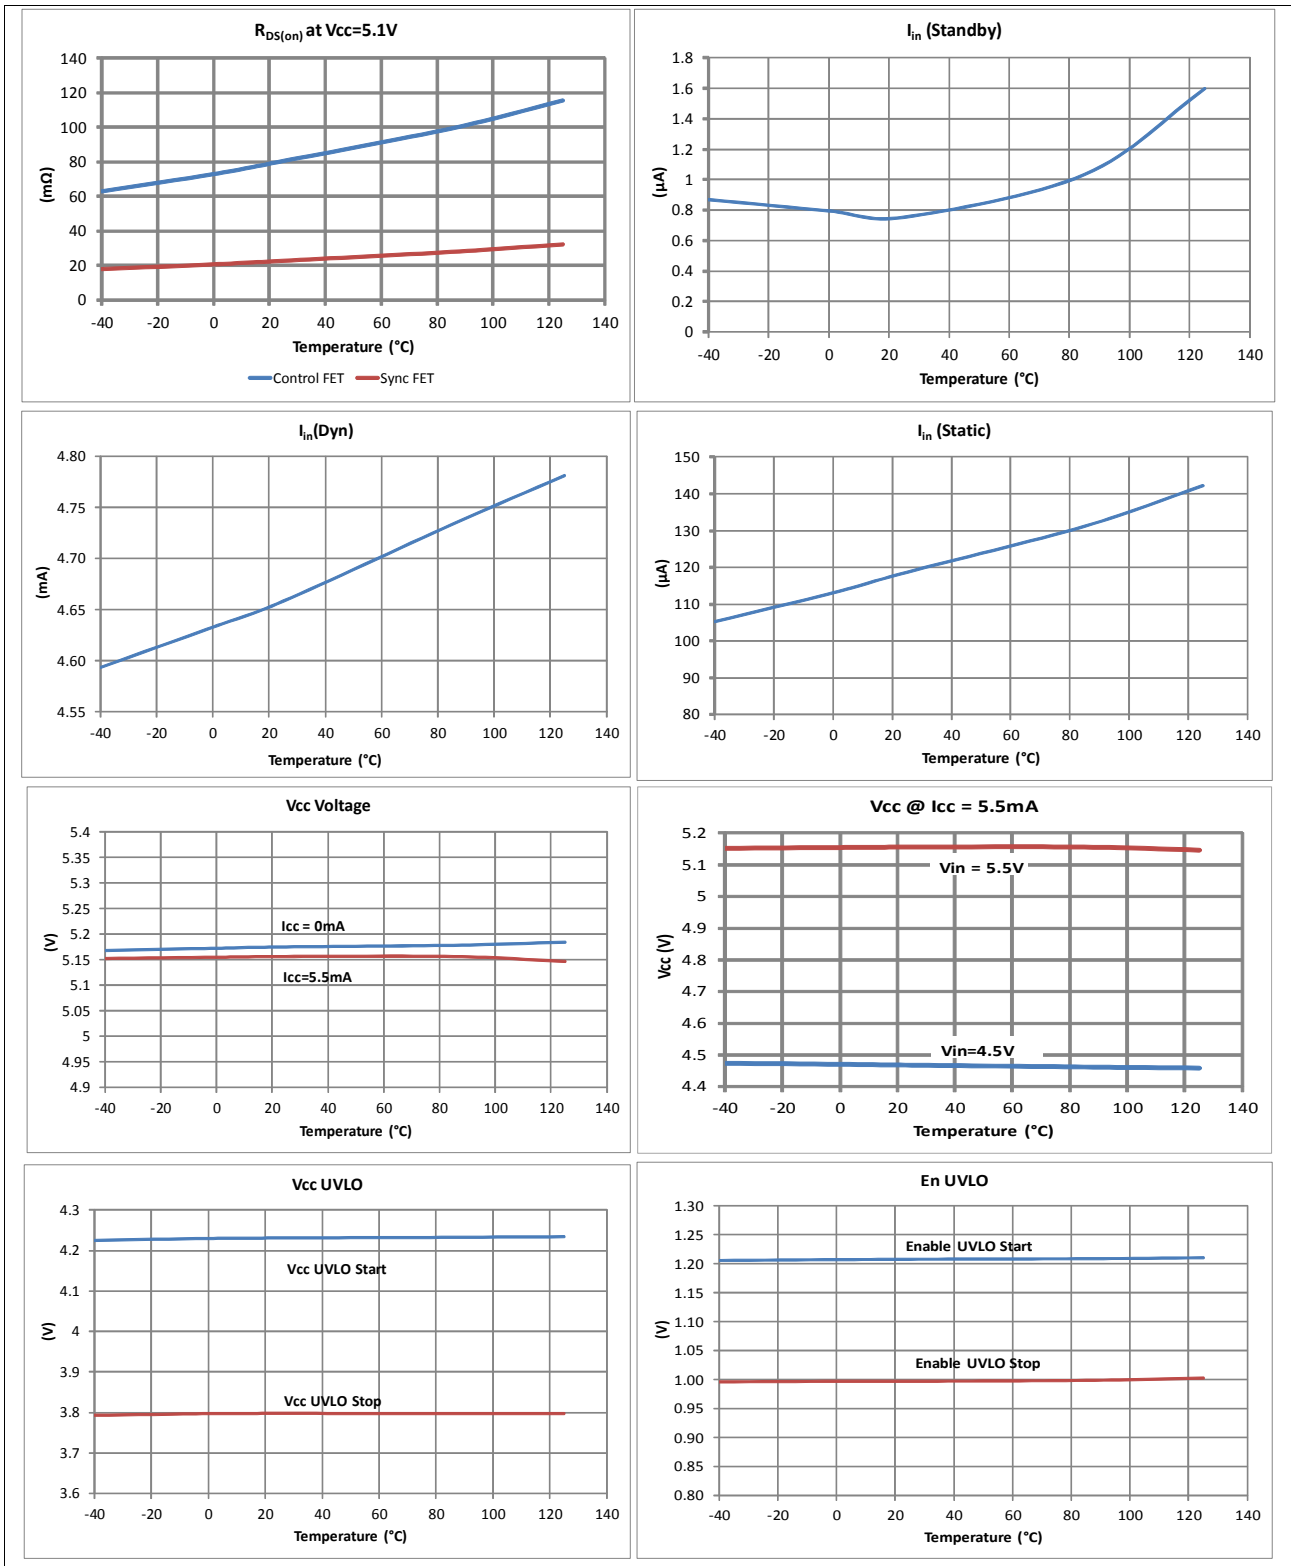 R_DS(on) at Vcc=5.1V
140
120
100
80
60
40
20
0
(mΩ)
-40 -20 0 20 40 60 80 100 120 140
Temperature (°C)
Control FET Sync FET
I_in (Standby)
1.8
1.6
1.4
1.2
1
0.8
0.6
0.4
0.2
0
(µA)
-40 -20 0 20 40 60 80 100 120 140
Temperature (°C)
I_in(Dyn)
4.80
4.75
4.70
4.65
4.60
4.55
(mA)
-40 -20 0 20 40 60 80 100 120 140
Temperature (°C)
I_in (Static)
150
140
130
120
110
100
90
80
(µA)
-40 -20 0 20 40 60 80 100 120 140
Temperature (°C)
Vcc Voltage
5.4
5.35
5.3
5.25
5.2
5.15
5.1
5.05
5
4.95
4.9
(V)
Icc = 0mA
Icc=5.5mA
-40 -20 0 20 40 60 80 100 120 140
Temperature (°C)
Vcc @ Icc = 5.5mA
5.2
5.1
5
4.9
4.8
4.7
4.6
4.5
4.4
Vcc (V)
Vin = 5.5V
Vin=4.5V
-40 -20 0 20 40 60 80 100 120 140
Temperature (°C)
Vcc UVLO
4.3
4.2
4.1
4
3.9
3.8
3.7
3.6
(V)
Vcc UVLO Start
Vcc UVLO Stop
-40 -20 0 20 40 60 80 100 120 140
Temperature (°C)
En UVLO
1.30
1.25
1.20
1.15
1.10
1.05
1.00
0.95
0.90
0.85
0.80
(V)
Enable UVLO Start
Enable UVLO Stop
-40 -20 0 20 40 60 80 100 120 140
Temperature (°C)